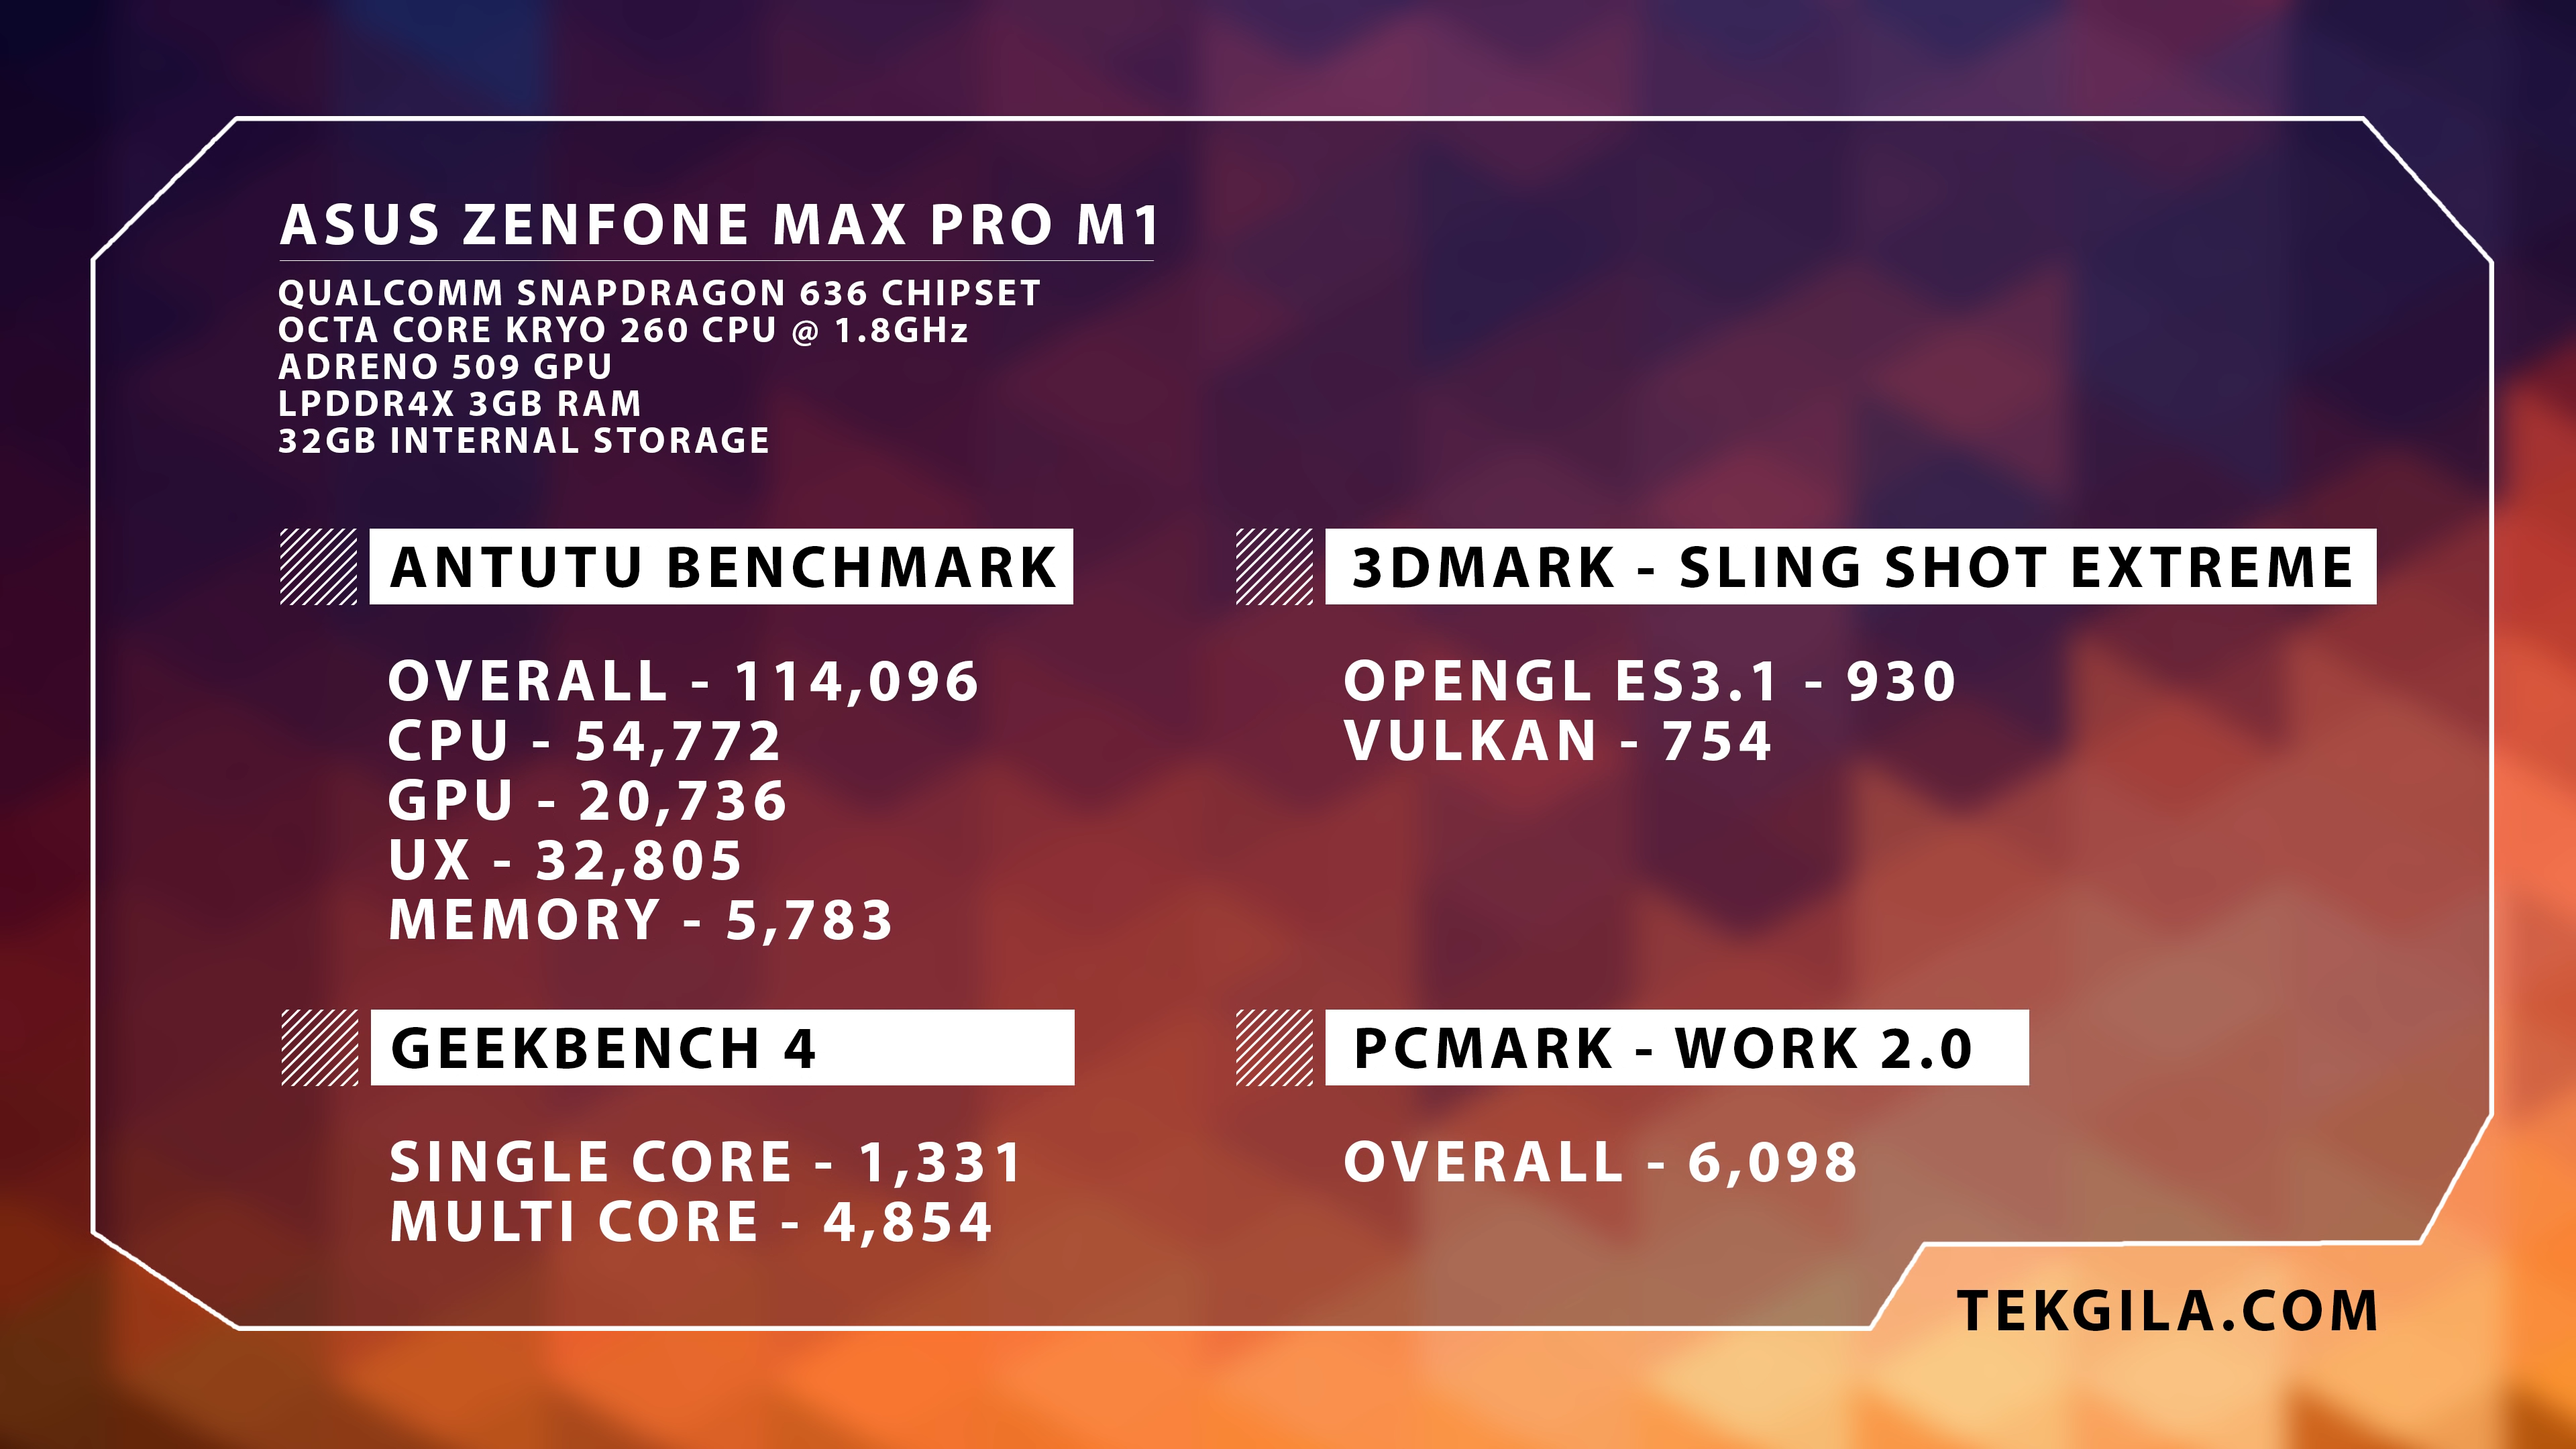 ASUS ZENFONE MAX PRO M1
QUALCOMM SNAPDRAGON 636 CHIPSET
OCTA CORE KRYO 260 CPU @ 1.8GHz
ADRENO 509 GPU
LPDDR4X 3GB RAM
32GB INTERNAL STORAGE
ANTUTU BENCHMARK
OVERALL - 114,096
CPU - 54,772
GPU - 20,736
UX - 32,805
MEMORY - 5,783
3DMARK - SLING SHOT EXTREME
OPENGL ES3.1 - 930
VULKAN - 754
GEEKBENCH 4
SINGLE CORE - 1,331
MULTI CORE - 4,854
PCMARK - WORK 2.0
OVERALL - 6,098
TEKGILA.COM